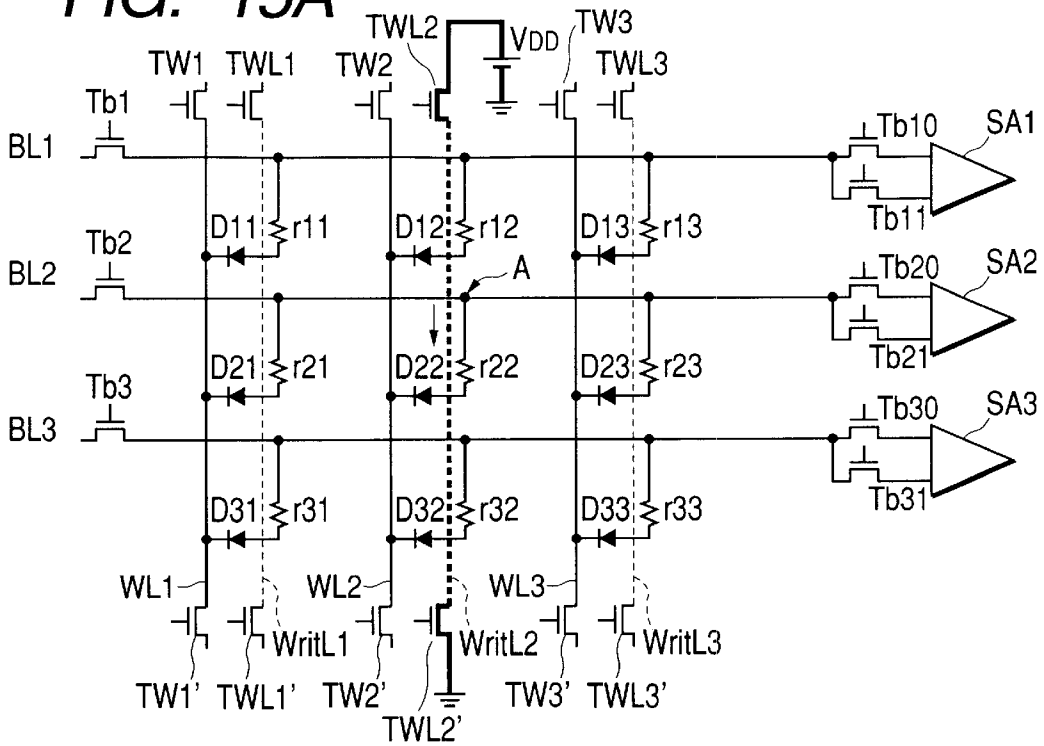 FIG. 15A
TWL2 VDD TW3
TW1 TWL1 TW2 TWL3
Tb1 Tb10 SA1
BL1
Tb11
D11 r11 D12 r12 D13 r13
Tb2 A Tb20 SA2
BL2
Tb21
D21 r21 D22 r22 D23 r23
Tb3 Tb30 SA3
BL3
Tb31
D31 r31 D32 r32 D33 r33
WL1 WL2 WL3
WritL1 WritL2 WritL3
TW1' TWL1' TW2' TW3' TWL3'
TWL2'